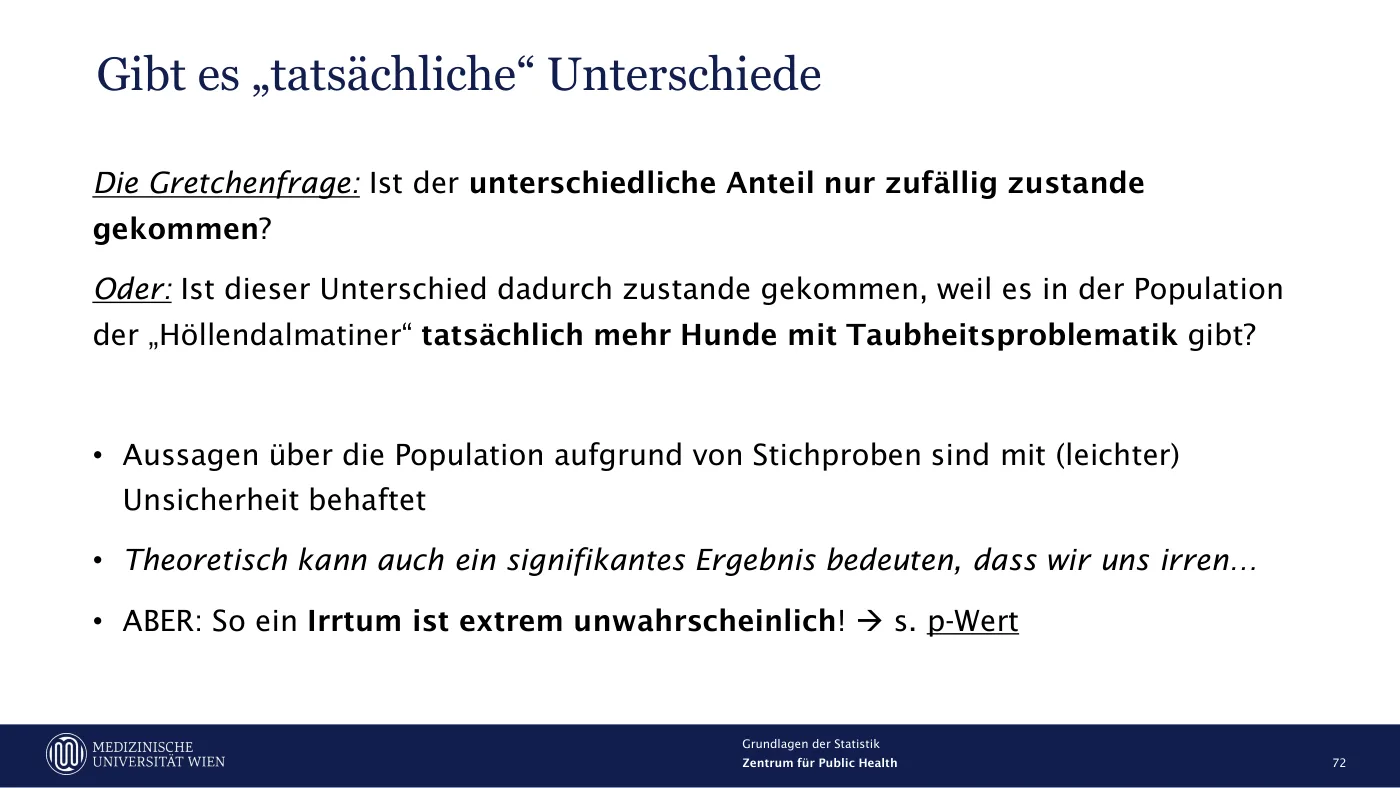 Gibt es „tatsächliche“ Unterschiede
Die Gretchenfrage: Ist der unterschiedliche Anteil nur zufällig zustande
gekommen?
Oder: Ist dieser Unterschied dadurch zustande gekommen, weil es in der Population
der „Höllendalmatiner“ tatsächlich mehr Hunde mit Taubheitsproblematik gibt?
• Aussagen über die Population aufgrund von Stichproben sind mit (leichter)
Unsicherheit behaftet
• Theoretisch kann auch ein signifikantes Ergebnis bedeuten, dass wir uns irren…
• ABER: So ein Irrtum ist extrem unwahrscheinlich! → s. p-Wert
MEDIZINISCHE
UNIVERSITÄT WIEN
Grundlagen der Statistik
Zentrum für Public Health
72